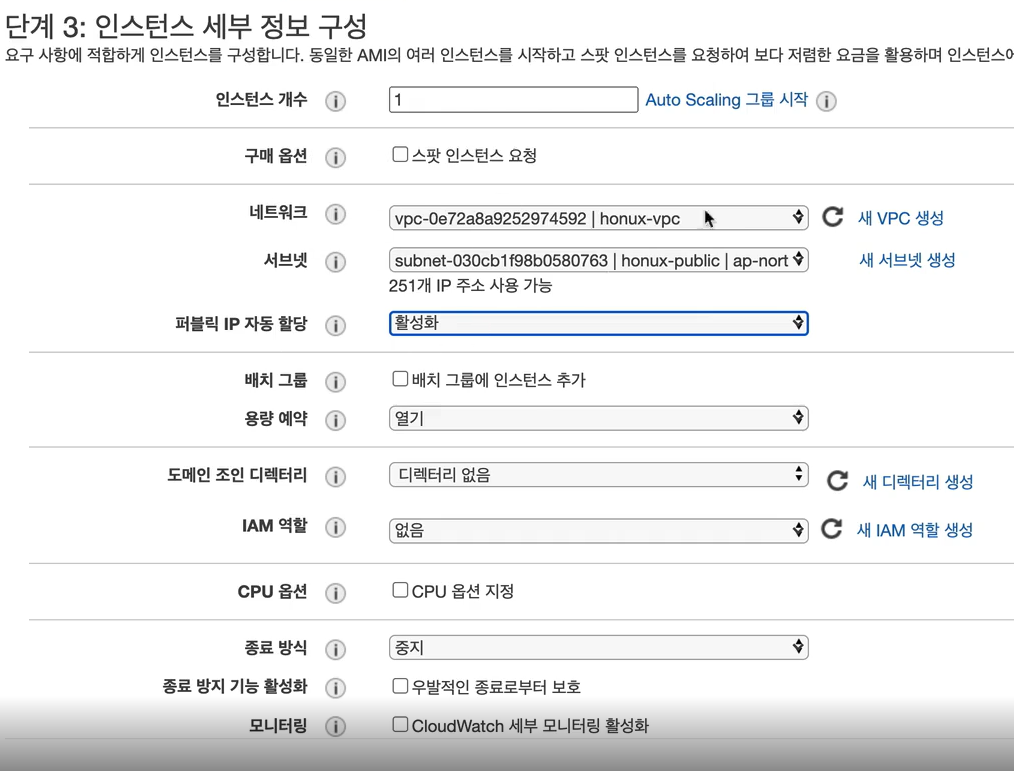 단계 3: 인스턴스 세부 정보 구성
요구 사항에 적합하게 인스턴스를 구성합니다. 동일한 AMI의 여러 인스턴스를 시작하고 스팟 인스턴스를 요청하여 보다 저렴한 요금을 활용하며 인스턴스에
인스턴스 개수 i 1 Auto Scaling 그룹 시작 i
구매 옵션 i 스팟 인스턴스 요청
네트워크 i vpc-0e72a8a9252974592 | honux-vpc 새 VPC 생성
서브넷 i subnet-030cb1f98b0580763 | honux-public | ap-nort 새 서브넷 생성
251개 IP 주소 사용 가능
퍼블릭 IP 자동 할당 i 활성화
배치 그룹 i 배치 그룹에 인스턴스 추가
용량 예약 i 열기
도메인 조인 디렉터리 i 디렉터리 없음 새 디렉터리 생성
IAM 역할 i 없음 새 IAM 역할 생성
CPU 옵션 i CPU 옵션 지정
종료 방식 i 중지
종료 방지 기능 활성화 i 우발적인 종료로부터 보호
모니터링 i CloudWatch 세부 모니터링 활성화